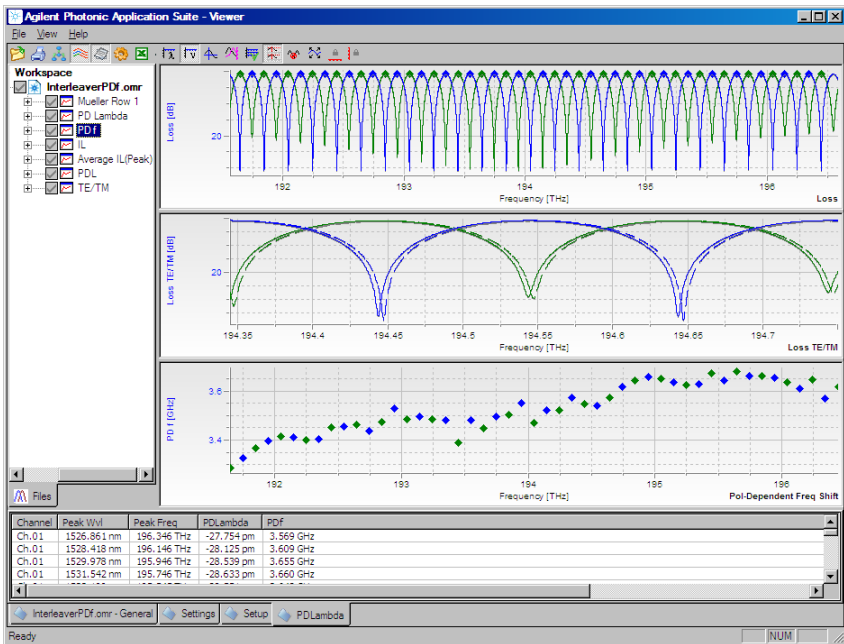 Agilent Photonic Application Suite - Viewer
File View Help
Workspace
InterleaverPDf.omr
Mueller Row 1
PD Lambda
PDf
IL
Average IL(Peak)
PDL
TE/TM
Files
Loss [dB]
20
192 193 194 195 196
Frequency [THz]
Loss
Loss TE/TM [dB]
20
194.35 194.4 194.45 194.5 194.55 194.6 194.65 194.7
Frequency [THz]
Loss TE/TM
PD f [GHz]
3.6
3.4
192 193 194 195 196
Frequency [THz]
Pol-Dependent Freq Shift
Channel Peak Wvl Peak Freq PDLambda PDf
Ch.01 1526.861 nm 196.346 THz -27.754 pm 3.569 GHz
Ch.01 1528.418 nm 196.146 THz -28.125 pm 3.609 GHz
Ch.01 1529.978 nm 195.946 THz -28.539 pm 3.655 GHz
Ch.01 1531.542 nm 195.746 THz -28.633 pm 3.660 GHz
InterleaverPDf.omr - General Settings Setup PDLambda
Ready NUM